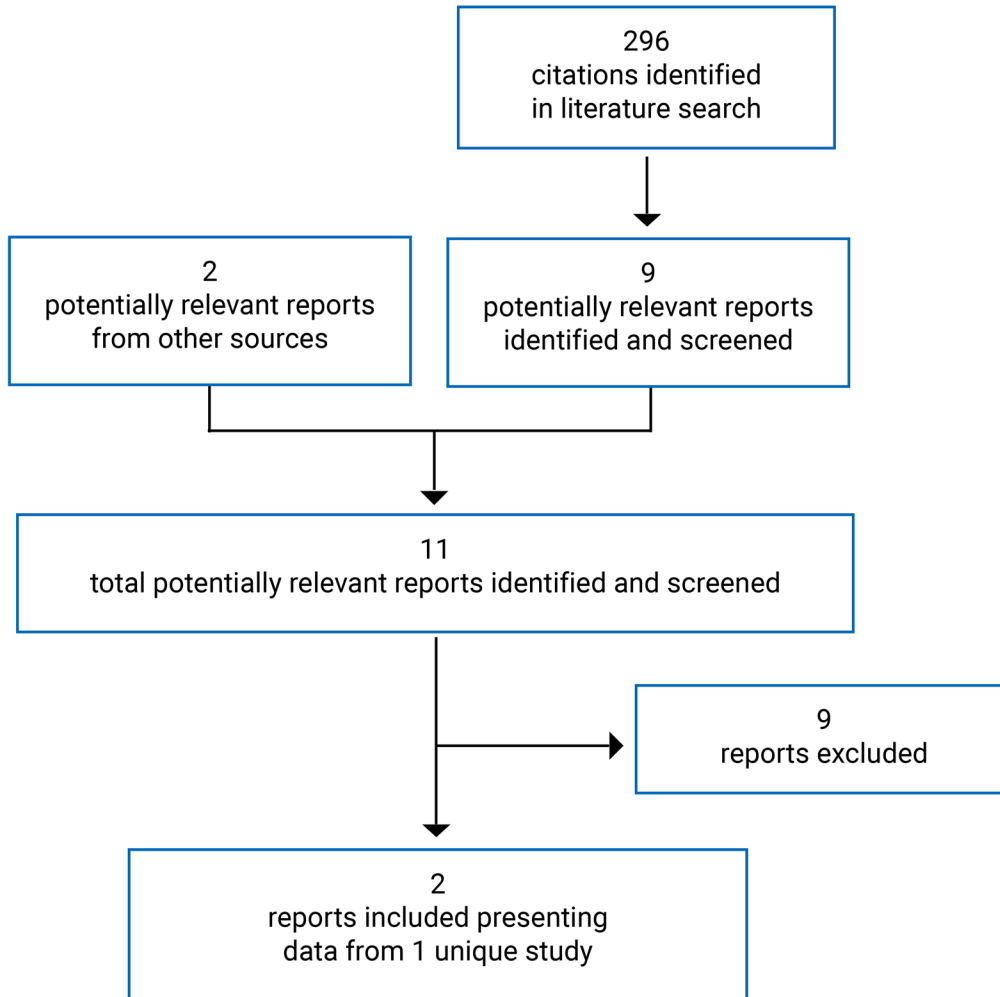 296
citations identified
in literature search
2
potentially relevant reports
from other sources
9
potentially relevant reports
identified and screened
11
total potentially relevant reports identified and screened
9
reports excluded
2
reports included presenting
data from 1 unique study